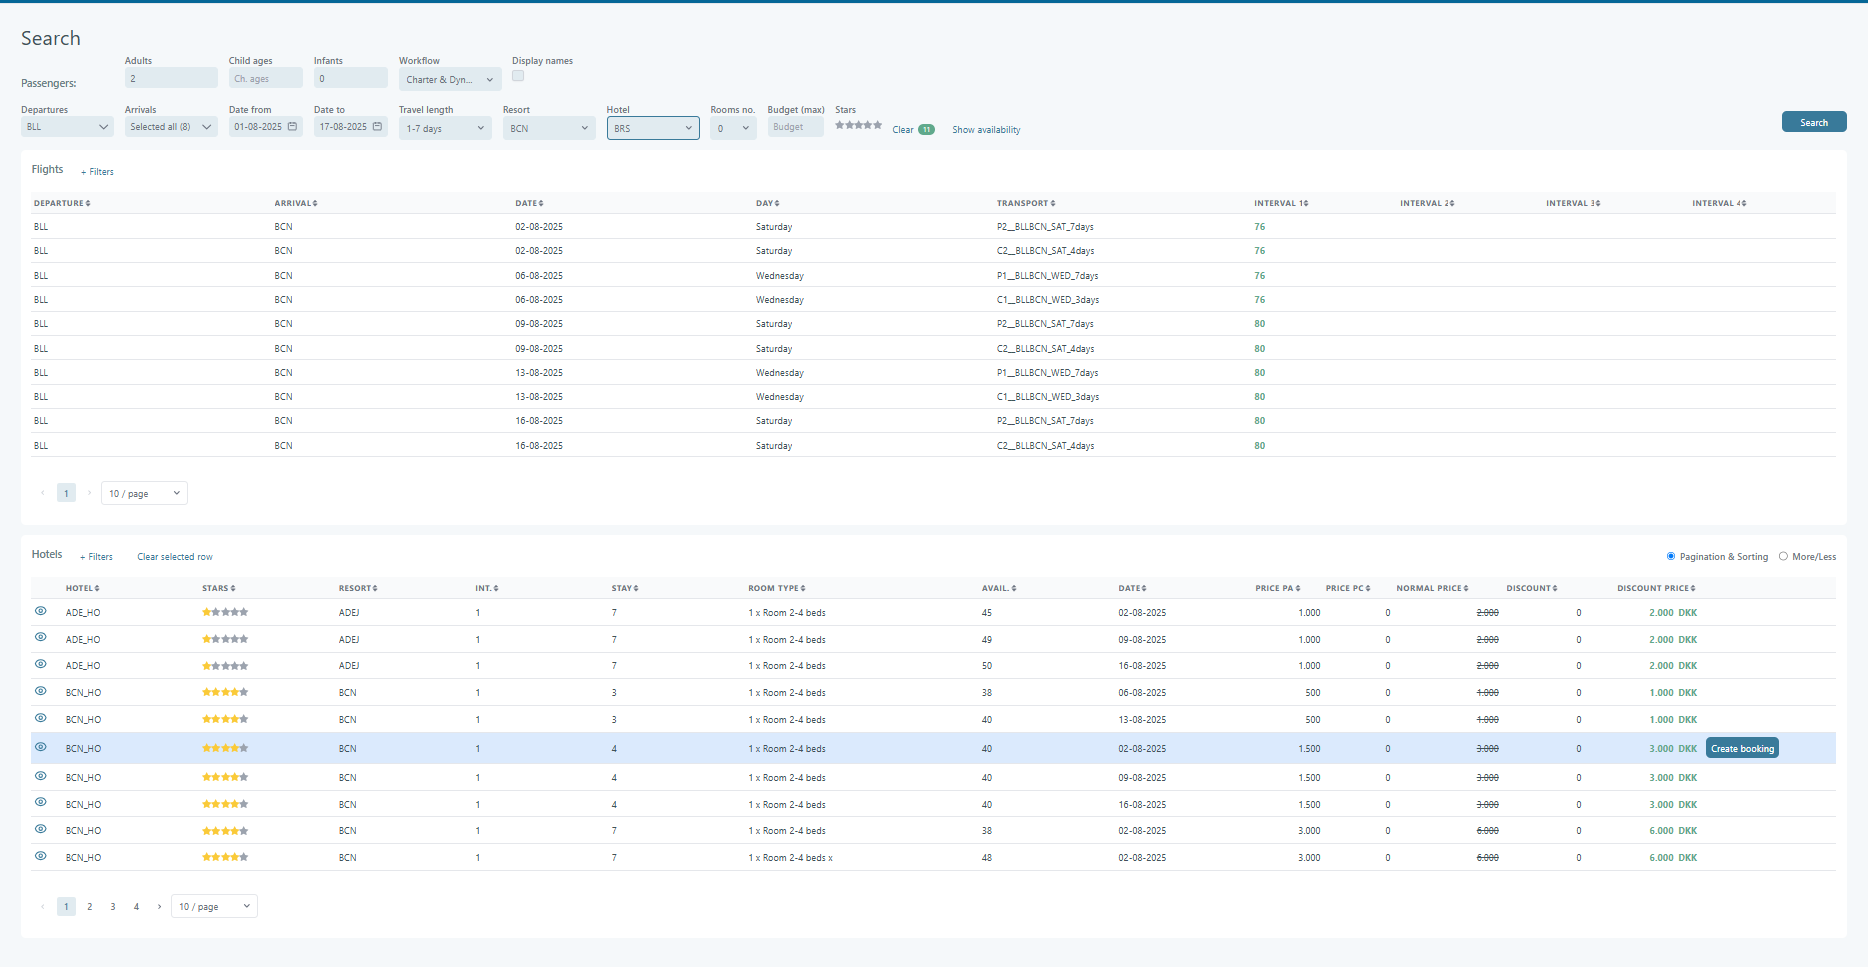 Search
Passengers:
Adults Child ages Infants Workflow Display names
2 Ch. ages 0 Charter & Dyn...
Departures Arrivals Date from Date to Travel length Resort Hotel Rooms no. Budget (max) Stars
BLL Selected all (8) 01-08-2025 17-08-2025 1-7 days BCN BRS 0 Budget Clear 11 Show availability Search
Flights + Filters
DEPARTURE ARRIVAL DATE DAY TRANSPORT INTERVAL 1 INTERVAL 2 INTERVAL 3 INTERVAL 4
BLL BCN 02-08-2025 Saturday P2__BLLBCN_SAT_7days 76
BLL BCN 02-08-2025 Saturday C2__BLLBCN_SAT_4days 76
BLL BCN 06-08-2025 Wednesday P1__BLLBCN_WED_7days 76
BLL BCN 06-08-2025 Wednesday C1__BLLBCN_WED_3days 76
BLL BCN 09-08-2025 Saturday P2__BLLBCN_SAT_7days 80
BLL BCN 09-08-2025 Saturday C2__BLLBCN_SAT_4days 80
BLL BCN 13-08-2025 Wednesday P1__BLLBCN_WED_7days 80
BLL BCN 13-08-2025 Wednesday C1__BLLBCN_WED_3days 80
BLL BCN 16-08-2025 Saturday P2__BLLBCN_SAT_7days 80
BLL BCN 16-08-2025 Saturday C2__BLLBCN_SAT_4days 80
‹ 1 › 10 / page
Hotels + Filters Clear selected row Pagination & Sorting More/Less
HOTEL STARS RESORT INT. STAY ROOM TYPE AVAIL. DATE PRICE PA PRICE PC NORMAL PRICE DISCOUNT DISCOUNT PRICE
ADE_HO ADEJ 1 7 1 x Room 2-4 beds 45 02-08-2025 1.000 0 2.000 0 2.000 DKK
ADE_HO ADEJ 1 7 1 x Room 2-4 beds 49 09-08-2025 1.000 0 2.000 0 2.000 DKK
ADE_HO ADEJ 1 7 1 x Room 2-4 beds 50 16-08-2025 1.000 0 2.000 0 2.000 DKK
BCN_HO BCN 1 3 1 x Room 2-4 beds 38 06-08-2025 500 0 1.000 0 1.000 DKK
BCN_HO BCN 1 3 1 x Room 2-4 beds 40 13-08-2025 500 0 1.000 0 1.000 DKK
BCN_HO BCN 1 4 1 x Room 2-4 beds 40 02-08-2025 1.500 0 3.000 0 3.000 DKK Create booking
BCN_HO BCN 1 4 1 x Room 2-4 beds 40 09-08-2025 1.500 0 3.000 0 3.000 DKK
BCN_HO BCN 1 4 1 x Room 2-4 beds 40 16-08-2025 1.500 0 3.000 0 3.000 DKK
BCN_HO BCN 1 7 1 x Room 2-4 beds 38 02-08-2025 3.000 0 6.000 0 6.000 DKK
BCN_HO BCN 1 7 1 x Room 2-4 beds x 48 02-08-2025 3.000 0 6.000 0 6.000 DKK
‹ 1 2 3 4 › 10 / page